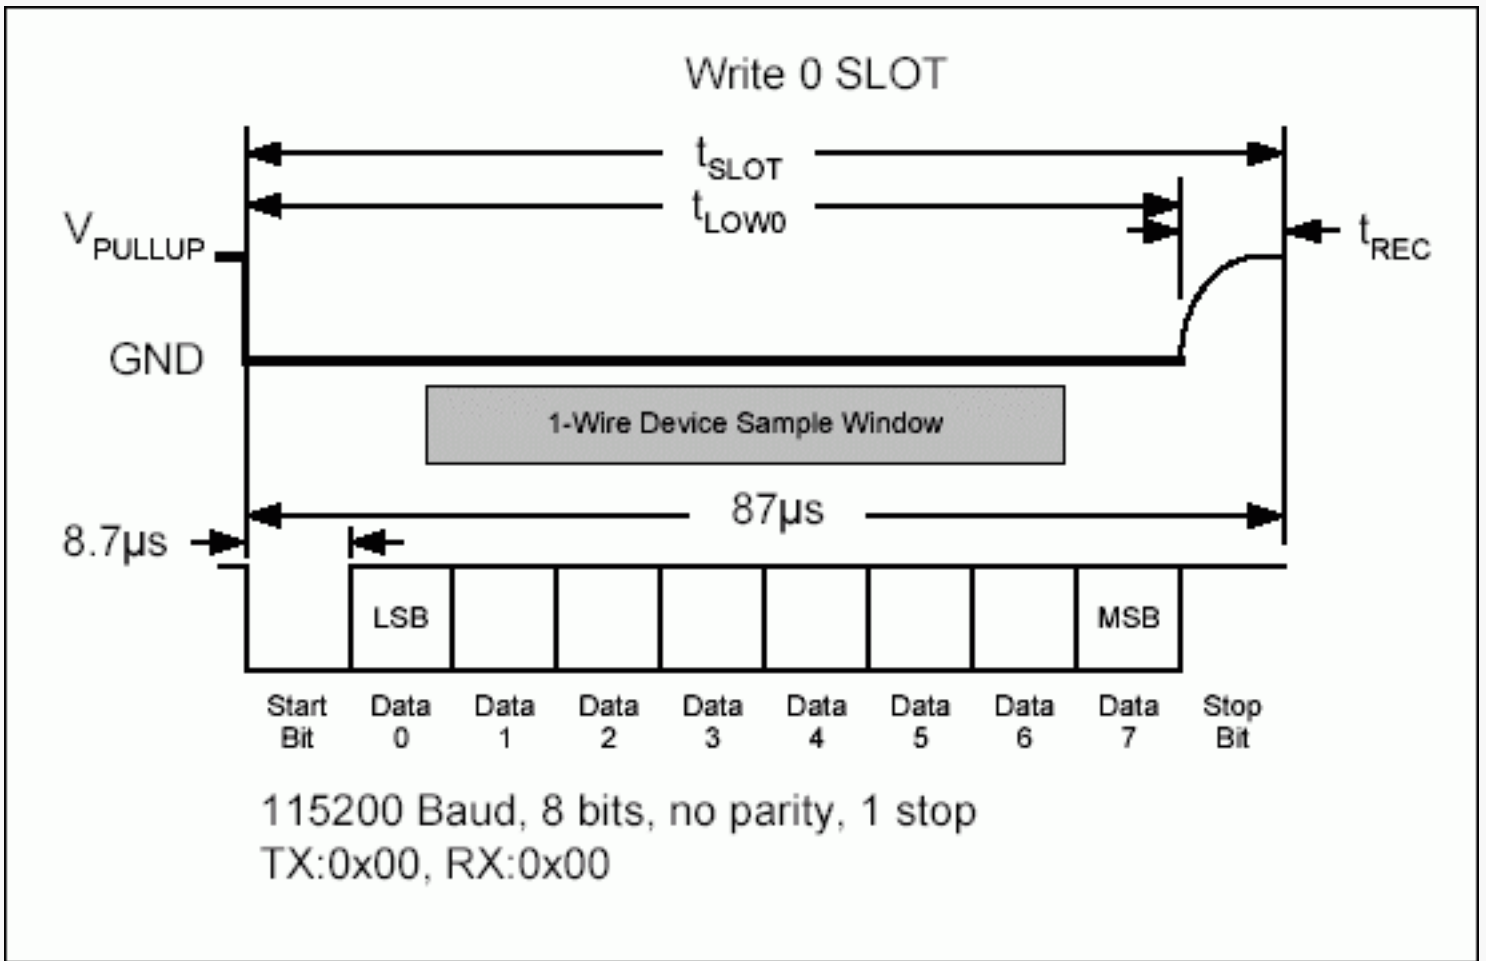 Write 0 SLOT
tSLOT
tLOW0
VPULLUP
tREC
GND
1-Wire Device Sample Window
87µs
8.7µs
LSB
MSB
Start Data Data Data Data Data Data Data Data Stop
Bit 0 1 2 3 4 5 6 7 Bit
115200 Baud, 8 bits, no parity, 1 stop
TX:0x00, RX:0x00